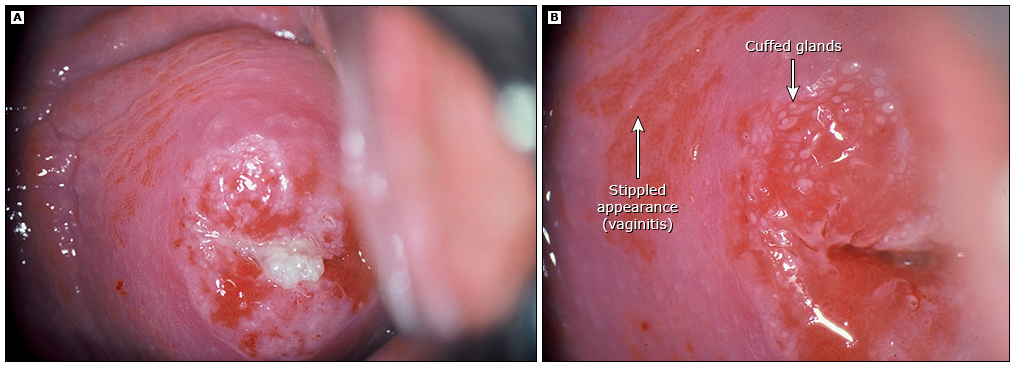 A
B
Cuffed glands
Stippled
appearance
(vaginitis)